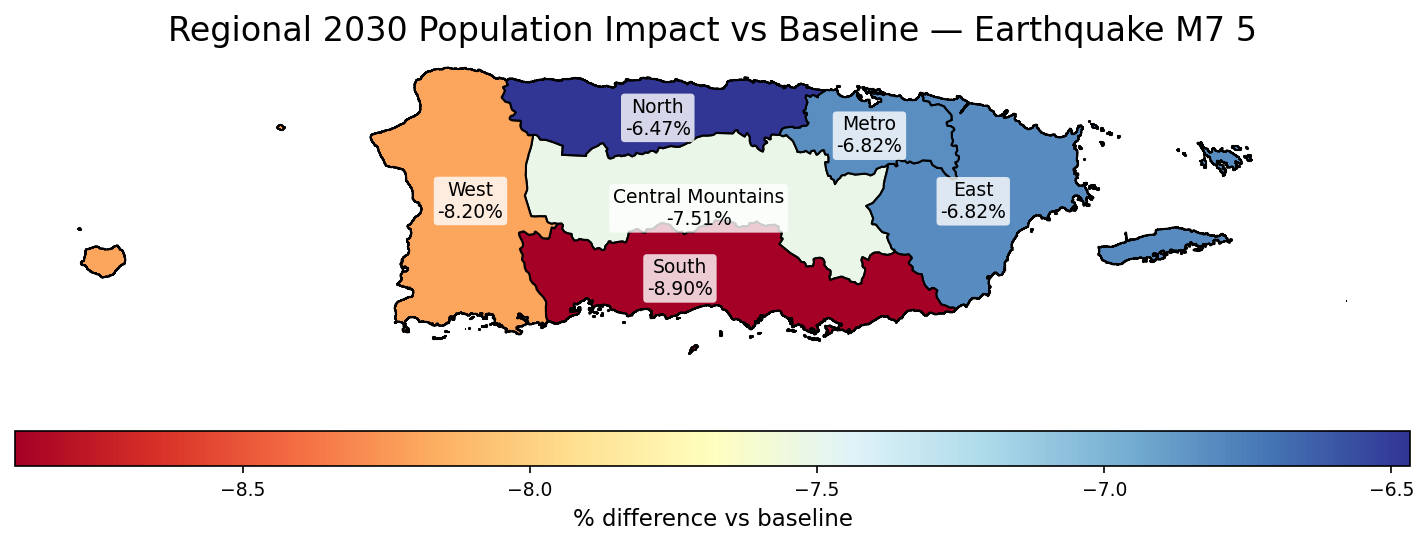 Regional 2030 Population Impact vs Baseline — Earthquake M7 5
North
-6.47%
Metro
-6.82%
West
-8.20%
Central Mountains
-7.51%
East
-6.82%
South
-8.90%
−8.5
−8.0
−7.5
−7.0
−6.5
% difference vs baseline